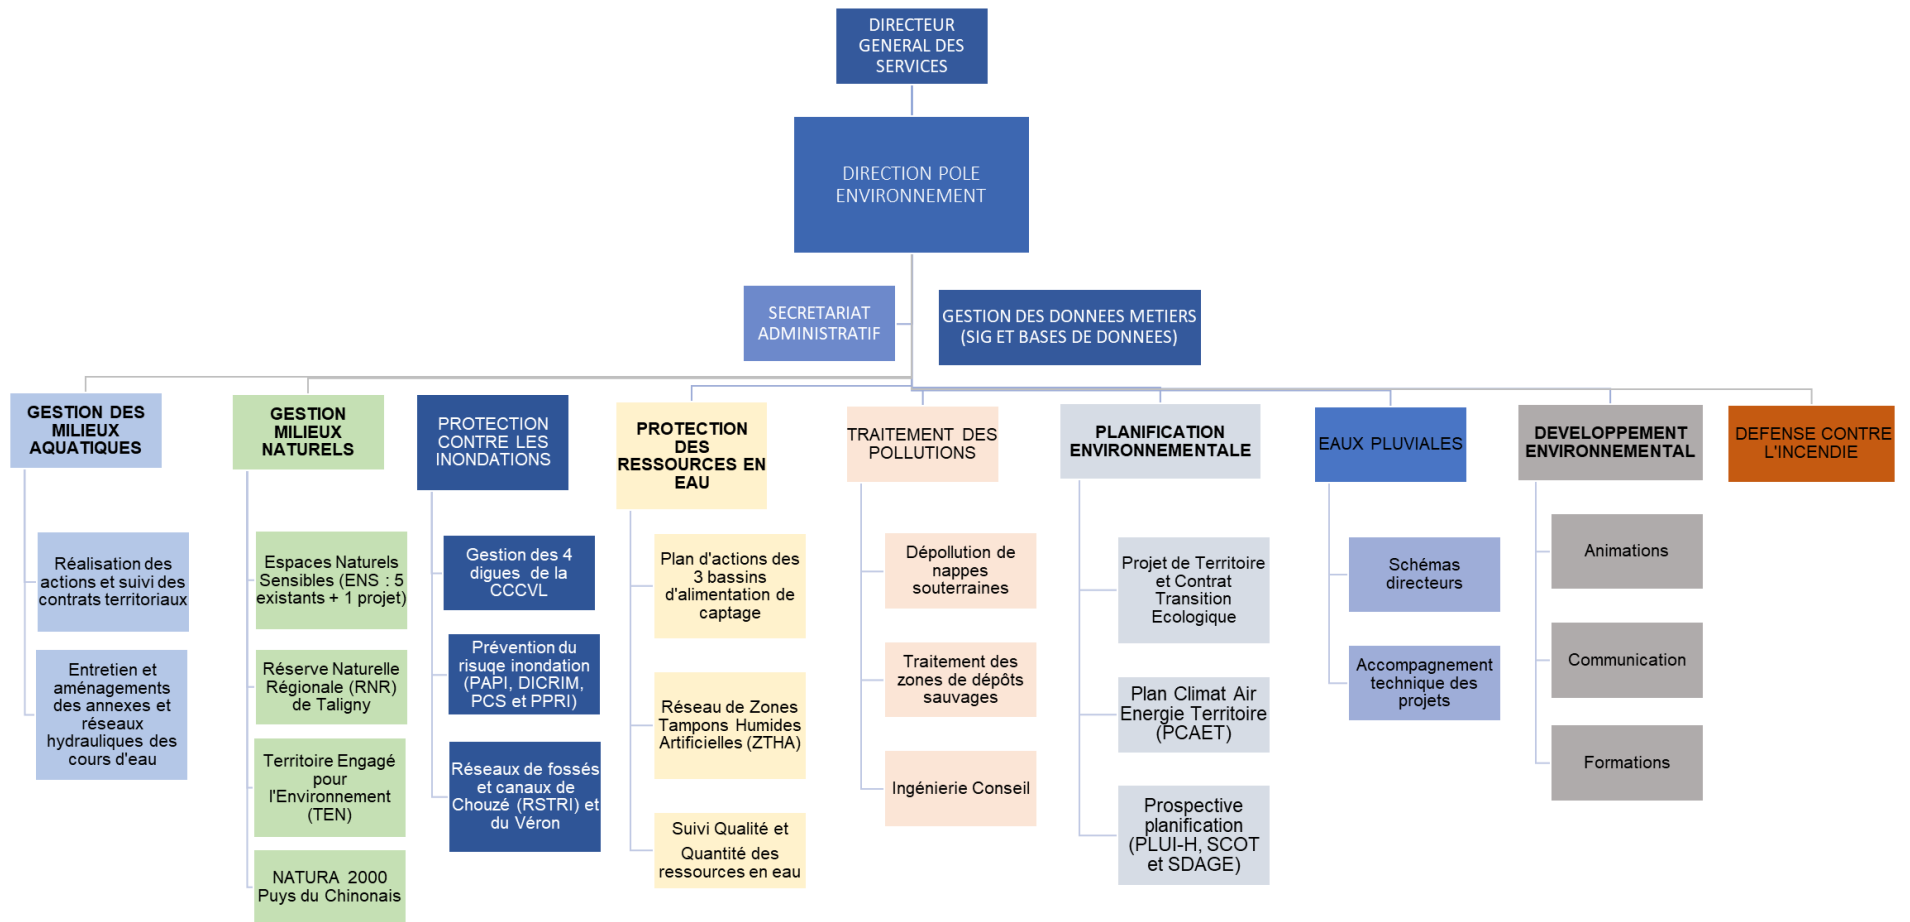 DIRECTEUR
GENERAL DES
SERVICES
DIRECTION POLE
ENVIRONNEMENT
SECRETARIAT
ADMINISTRATIF
GESTION DES DONNEES METIERS
(SIG ET BASES DE DONNEES)
GESTION DES
MILIEUX
AQUATIQUES
Réalisation des
actions et suivi des
contrats territoriaux
Entretien et
aménagements
des annexes et
réseaux
hydrauliques des
cours d'eau
GESTION
MILIEUX
NATURELS
Espaces Naturels
Sensibles (ENS : 5
existants + 1 projet)
Réserve Naturelle
Régionale (RNR)
de Taligny
Territoire Engagé
pour
l'Environnement
(TEN)
NATURA 2000
Puys du Chinonais
PROTECTION
CONTRE LES
INONDATIONS
Gestion des 4
digues de la
CCCVL
Prévention du
risuqe inondation
(PAPI, DICRIM,
PCS et PPRI)
Réseaux de fossés
et canaux de
Chouzé (RSTRI) et
du Véron
PROTECTION
DES
RESSOURCES EN
EAU
Plan d'actions des
3 bassins
d'alimentation de
captage
Réseau de Zones
Tampons Humides
Artificielles (ZTHA)
Suivi Qualité et
Quantité des
ressources en eau
TRAITEMENT DES
POLLUTIONS
Dépollution de
nappes
souterraines
Traitement des
zones de dépôts
sauvages
Ingénierie Conseil
PLANIFICATION
ENVIRONNEMENTALE
Projet de Territoire
et Contrat
Transition
Ecologique
Plan Climat Air
Energie Territoire
(PCAET)
Prospective
planification
(PLUI-H, SCOT
et SDAGE)
EAUX PLUVIALES
Schémas
directeurs
Accompagnement
technique des
projets
DEVELOPPEMENT
ENVIRONNEMENTAL
Animations
Communication
Formations
DEFENSE CONTRE
L'INCENDIE